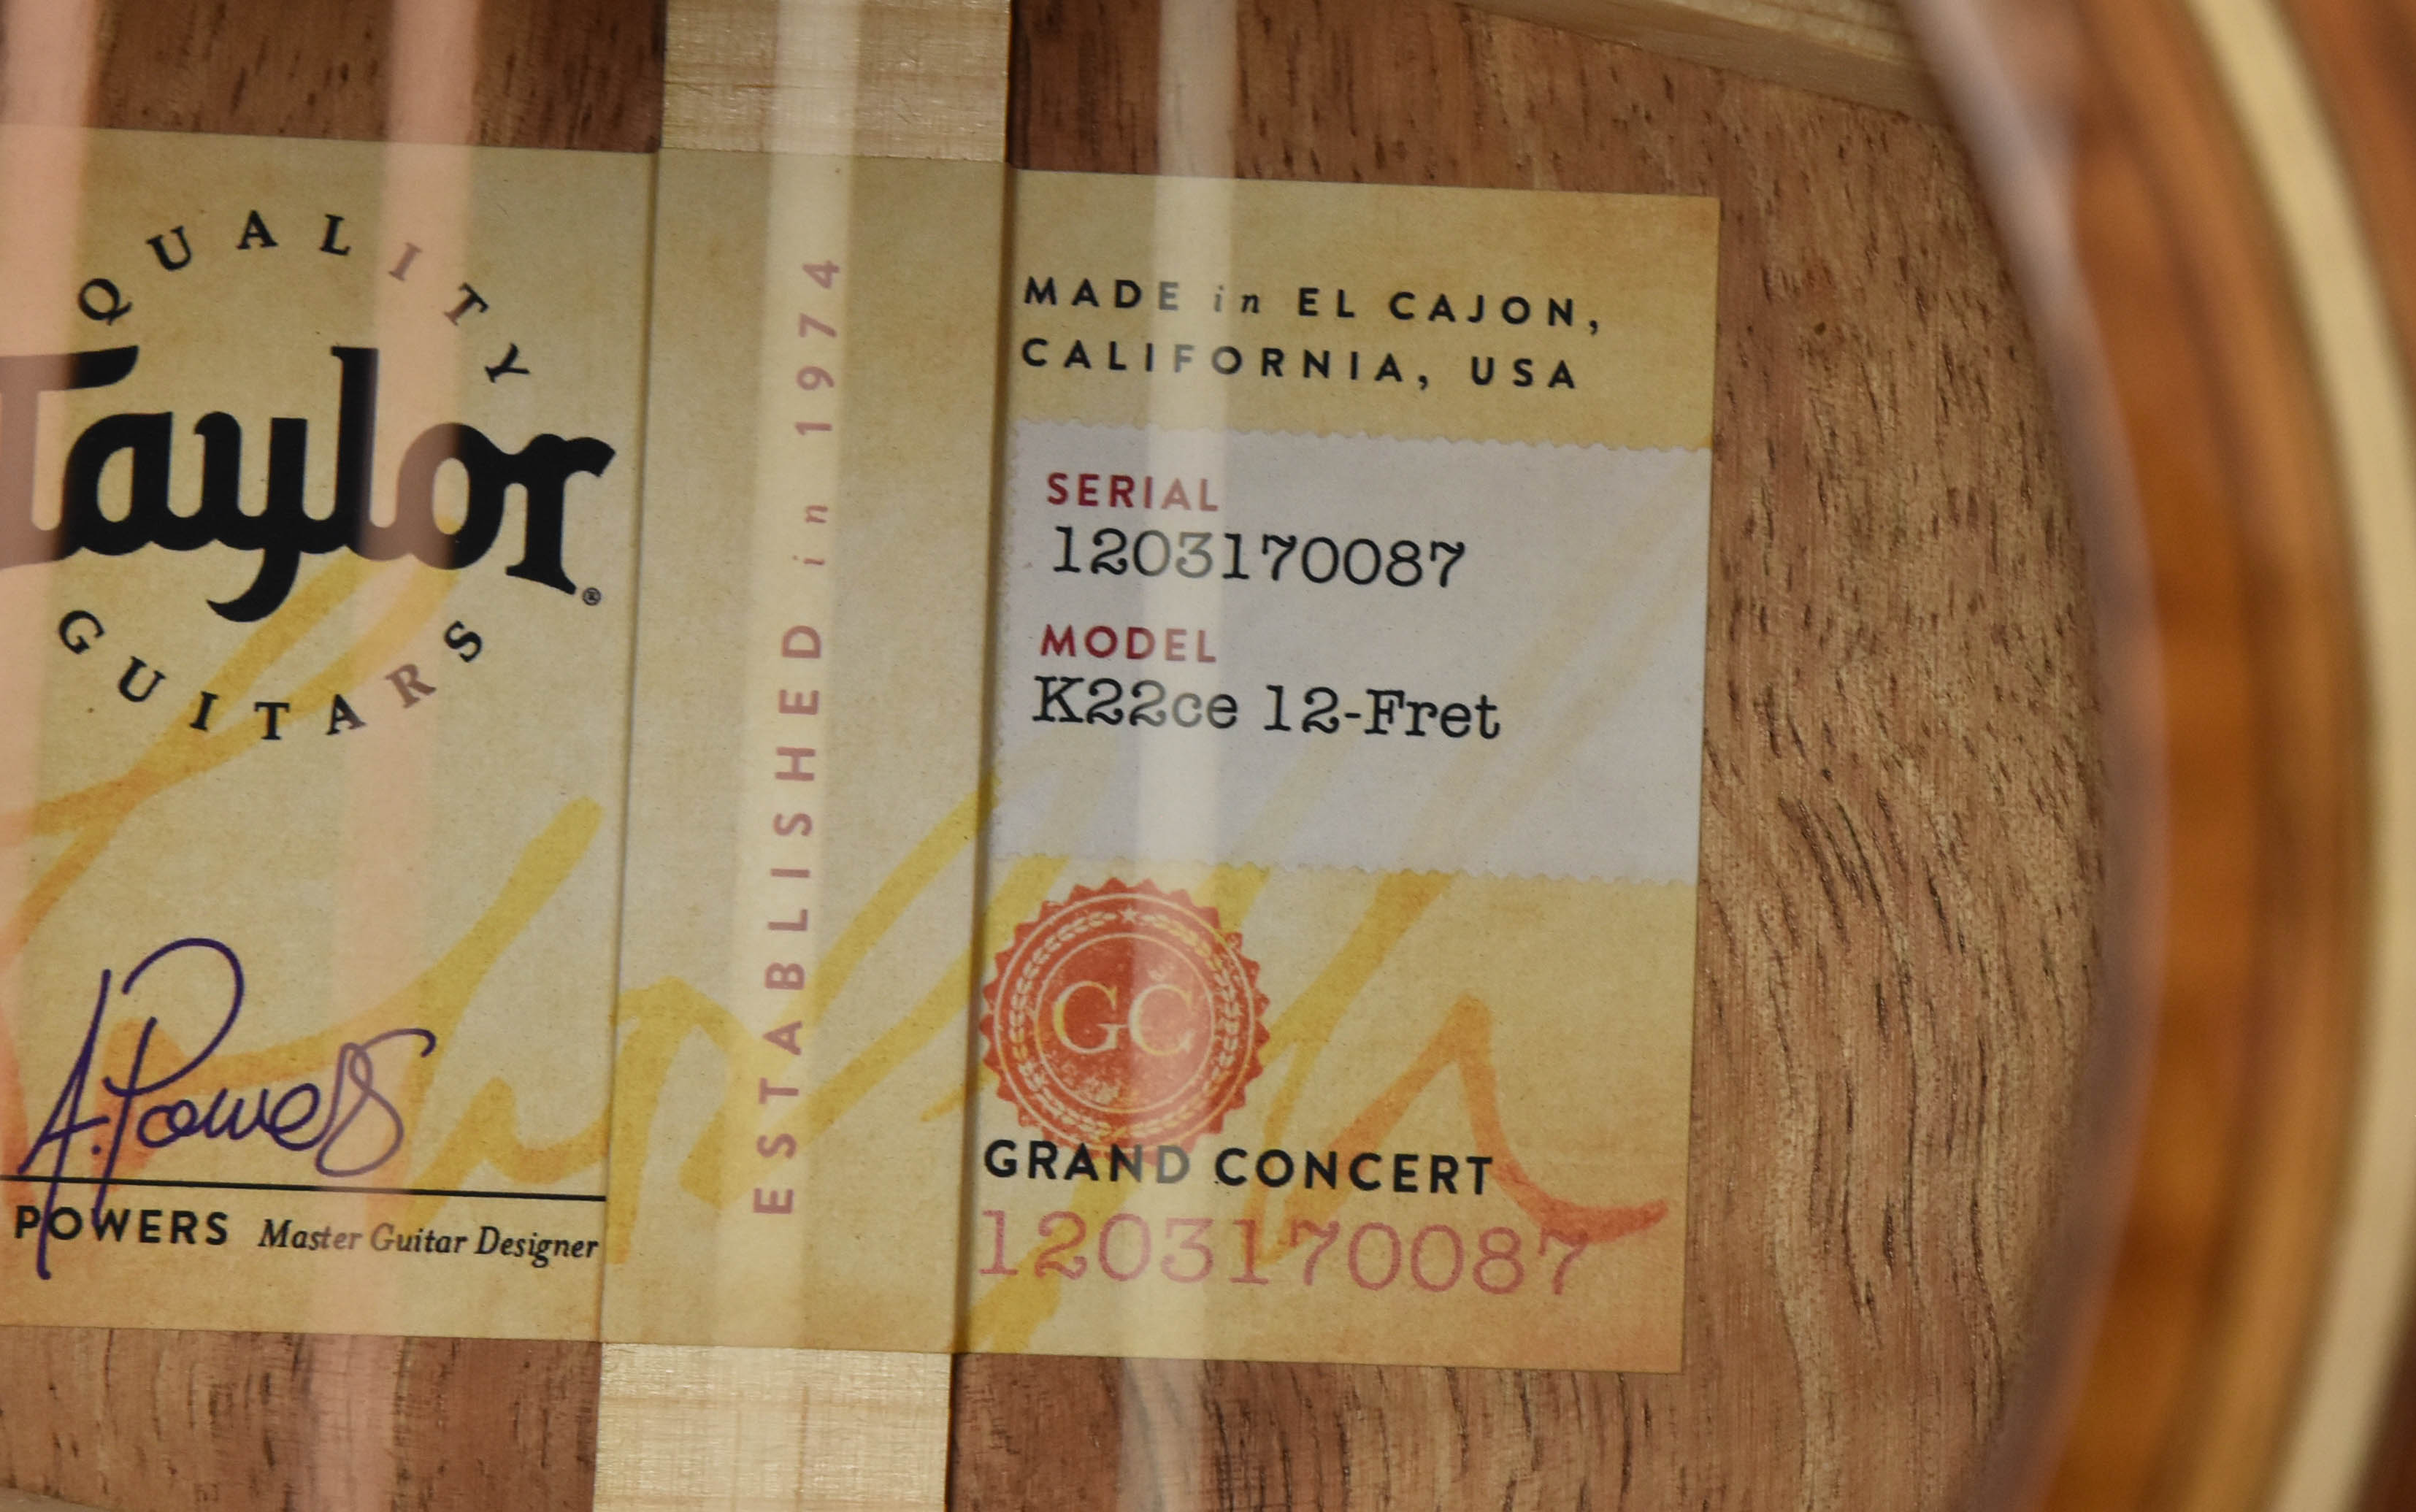 QUALITY
Taylor®
GUITARS
A. Powers
POWERS Master Guitar Designer
ESTABLISHED in 1974
MADE in EL CAJON,
CALIFORNIA, USA
SERIAL
1203170087
MODEL
K22ce 12-Fret
GC
GRAND CONCERT
1203170087